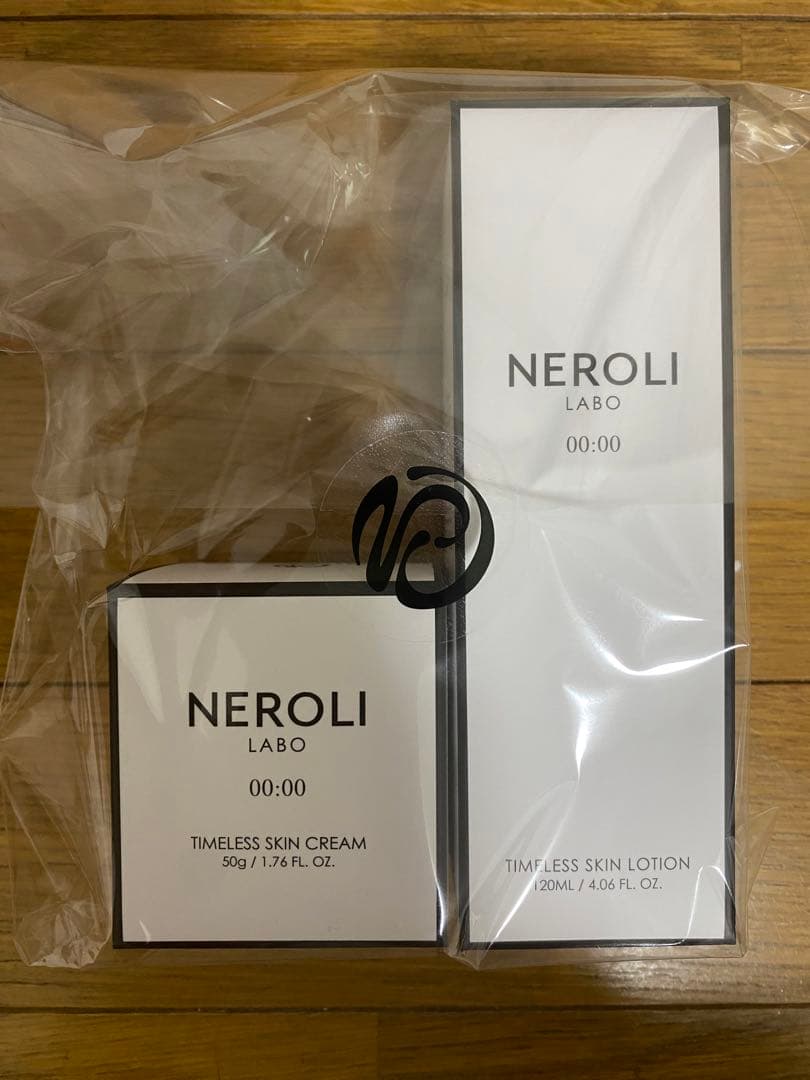 NEROLI
LABO
00:00
TIMELESS SKIN CREAM
50g / 1.76 FL. OZ.
NEROLI
LABO
00:00
TIMELESS SKIN LOTION
120ML / 4.06 FL. OZ.